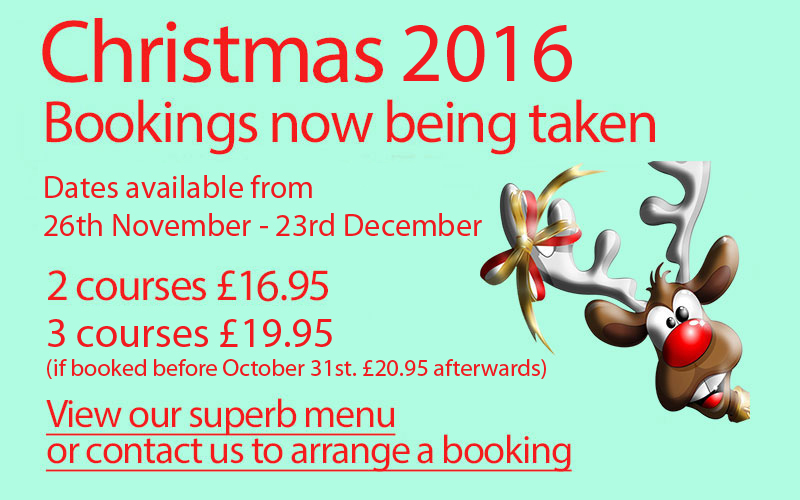 Christmas 2016
Bookings now being taken
Dates available from
26th November - 23rd December
2 courses £16.95
3 courses £19.95
(if booked before October 31st. £20.95 afterwards)
View our superb menu
or contact us to arrange a booking